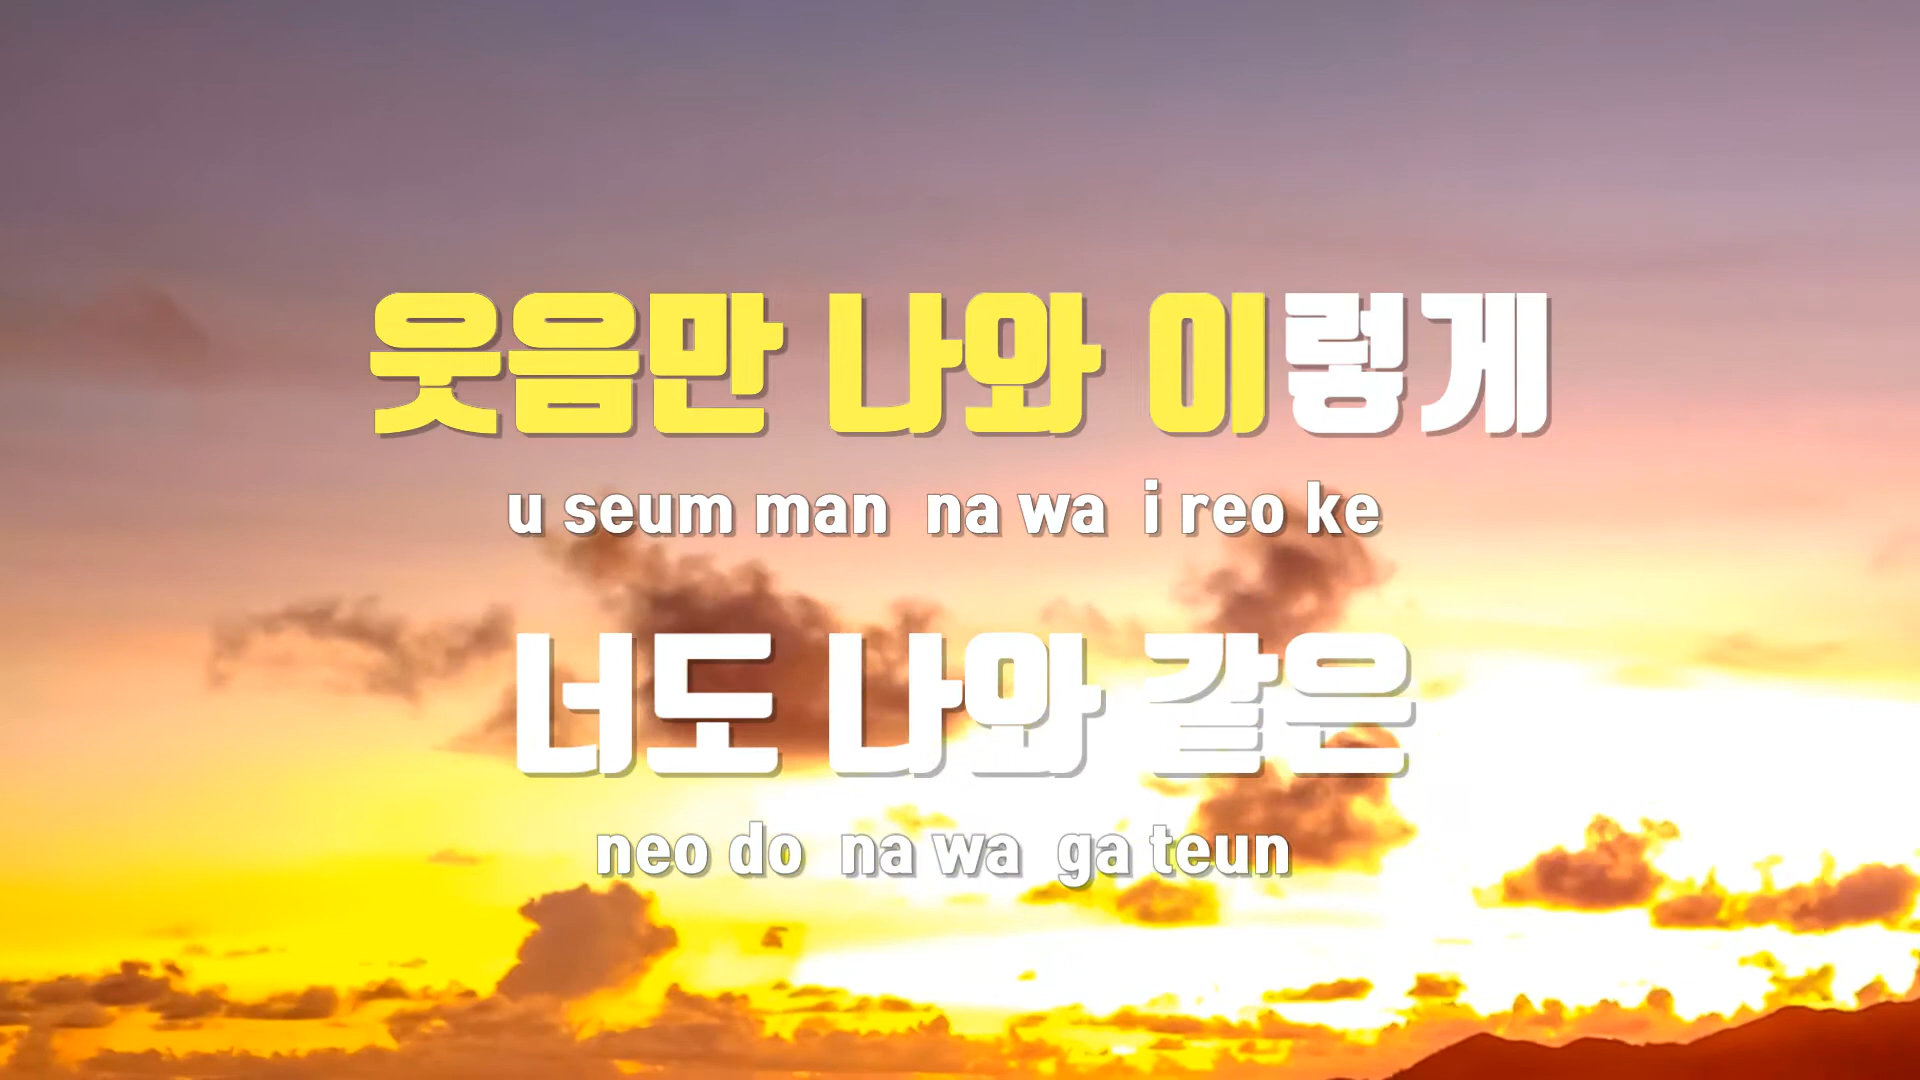 웃음만 나와 이렇게
u seum man na wa i reo ke
너도 나와 같은
neo do na wa ga teun